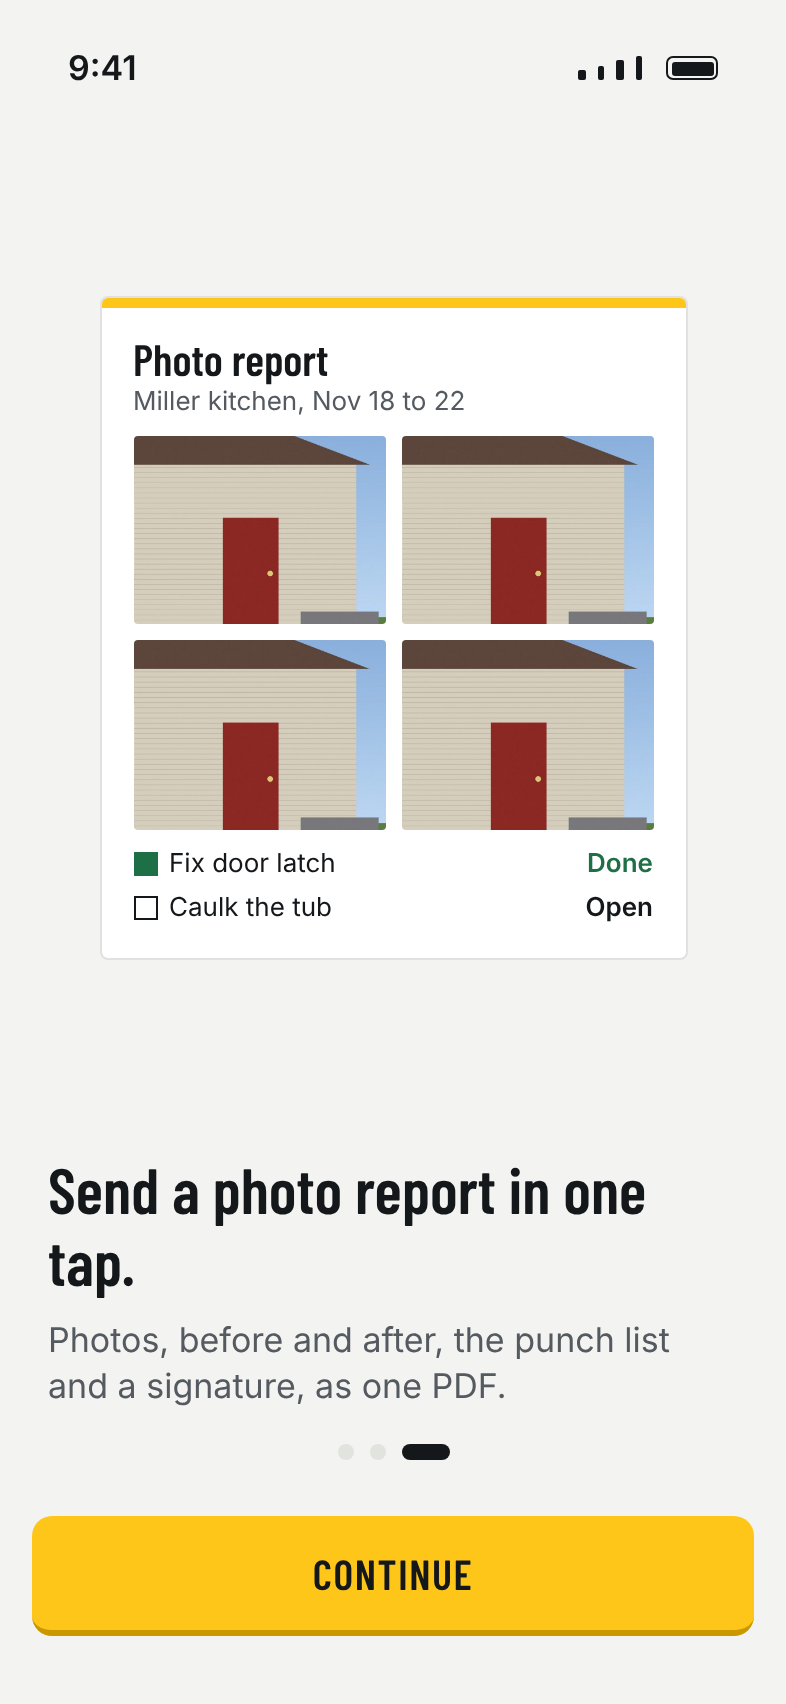 9:41
Photo report
Miller kitchen, Nov 18 to 22
Fix door latch Done
Caulk the tub Open
Send a photo report in one
tap.
Photos, before and after, the punch list
and a signature, as one PDF.
CONTINUE